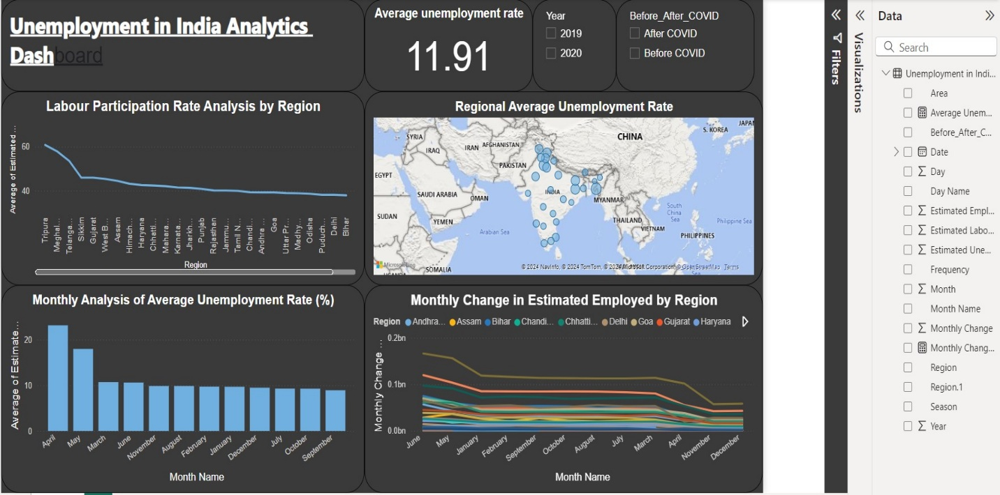 Unemployment in India Analytics
Dashboard
Average unemployment rate
11.91
Year
2019
2020
Before_After_COVID
After COVID
Before COVID
Labour Participation Rate Analysis by Region
Average of Estimated ...
60
40
Tripura
Meghal...
Telanga...
Sikkim
Gujarat
West B...
Assam
Himach...
Haryana
Chhatti...
Mahara...
Karnata...
Jharkh...
Punjab
Rajasthan
Jammu...
Tamil N...
Chandi...
Andhra ...
Goa
Uttar Pr...
Madhy...
Odisha
Puduch...
Delhi
Bihar
Region
Regional Average Unemployment Rate
SYRIA
IRAQ
IRAN
AFGHANISTAN
CHINA
S. KOREA
JAPAN
EGYPT
PAKISTAN
SAUDI ARABIA
OMAN
INDIA
MYANMAR
SUDAN
YEMEN
THAILAND
VIETNAM
South
China
Sea
Philippine Sea
Arabian Sea
PHILIPPINES
SOMALIA
UGANDA
Microsoft Bing
© 2024 NavInfo, © 2024 TomTom, © 2024 Microsoft Corporation, © OpenStreetMap Terms
Sea
Monthly Analysis of Average Unemployment Rate (%)
Average of Estimate...
20
10
0
April
May
March
June
November
August
February
January
December
July
October
September
Month Name
Monthly Change in Estimated Employed by Region
Region Andhra... Assam Bihar Chandi... Chhatti... Delhi Goa Gujarat Haryana
Monthly Change ...
0.2bn
0.1bn
0.0bn
June
May
January
February
September
October
August
July
March
April
November
December
Month Name
Filters
Visualizations
Data
Search
Unemployment in Indi...
Area
Average Unem...
Before_After_C...
Date
Day
Day Name
Estimated Empl...
Estimated Labo...
Estimated Une...
Frequency
Month
Month Name
Monthly Change
Monthly Chang...
Region
Region.1
Season
Year